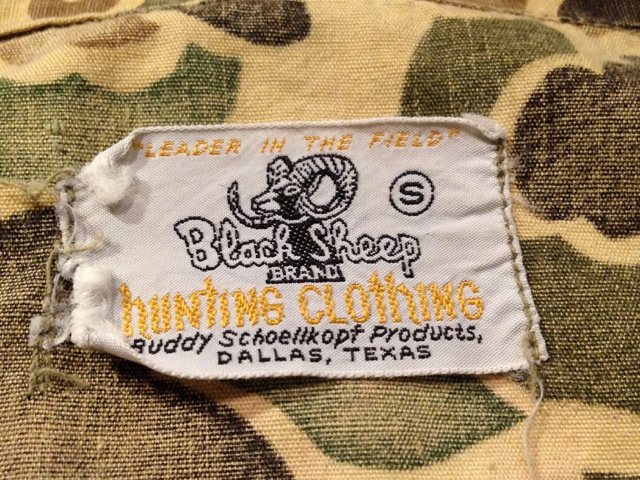 "LEADER IN THE FIELD"
S
Black Sheep
BRAND
HUNTING CLOTHING
Buddy Schoellkopf Products,
DALLAS, TEXAS